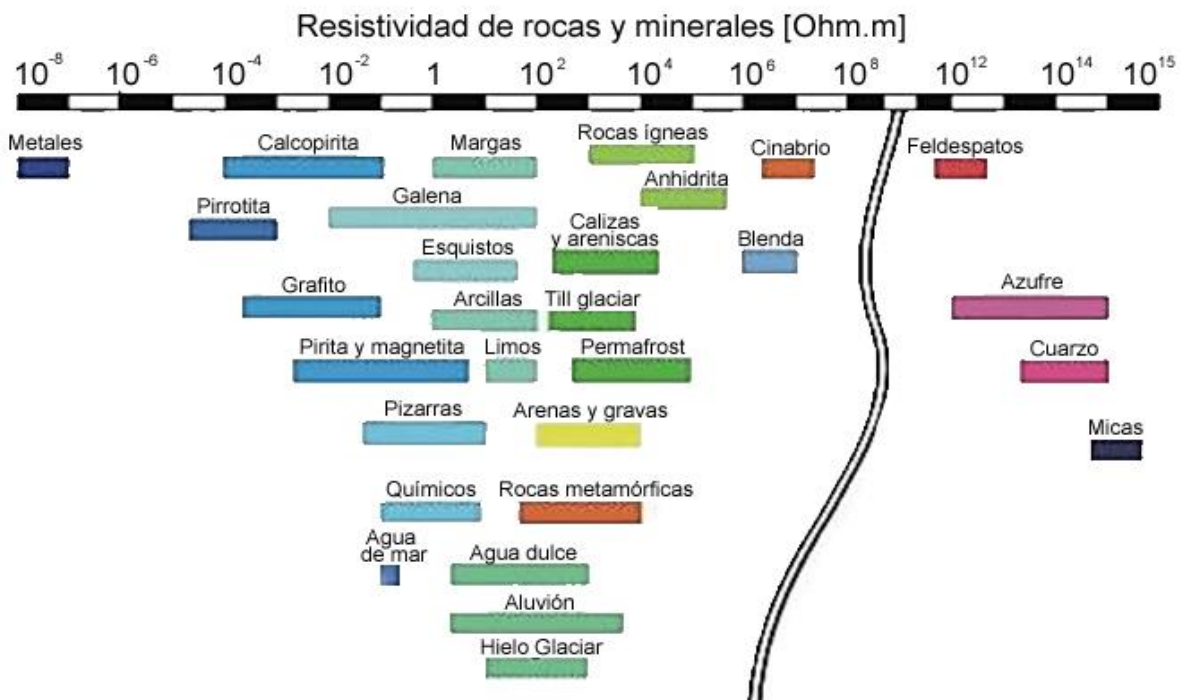 Resistividad de rocas y minerales [Ohm.m]
10⁻⁸ 10⁻⁶ 10⁻⁴ 10⁻² 1 10² 10⁴ 10⁶ 10⁸ 10¹² 10¹⁴ 10¹⁵
Metales
Calcopirita
Margas
Rocas ígneas
Cinabrio
Feldespatos
Anhidrita
Pirrotita
Galena
Calizas
y areniscas
Blenda
Esquistos
Grafito
Arcillas
Till glaciar
Azufre
Pirita y magnetita
Limos
Permafrost
Cuarzo
Pizarras
Arenas y gravas
Micas
Químicos
Rocas metamórficas
Agua
de mar
Agua dulce
Aluvión
Hielo Glaciar